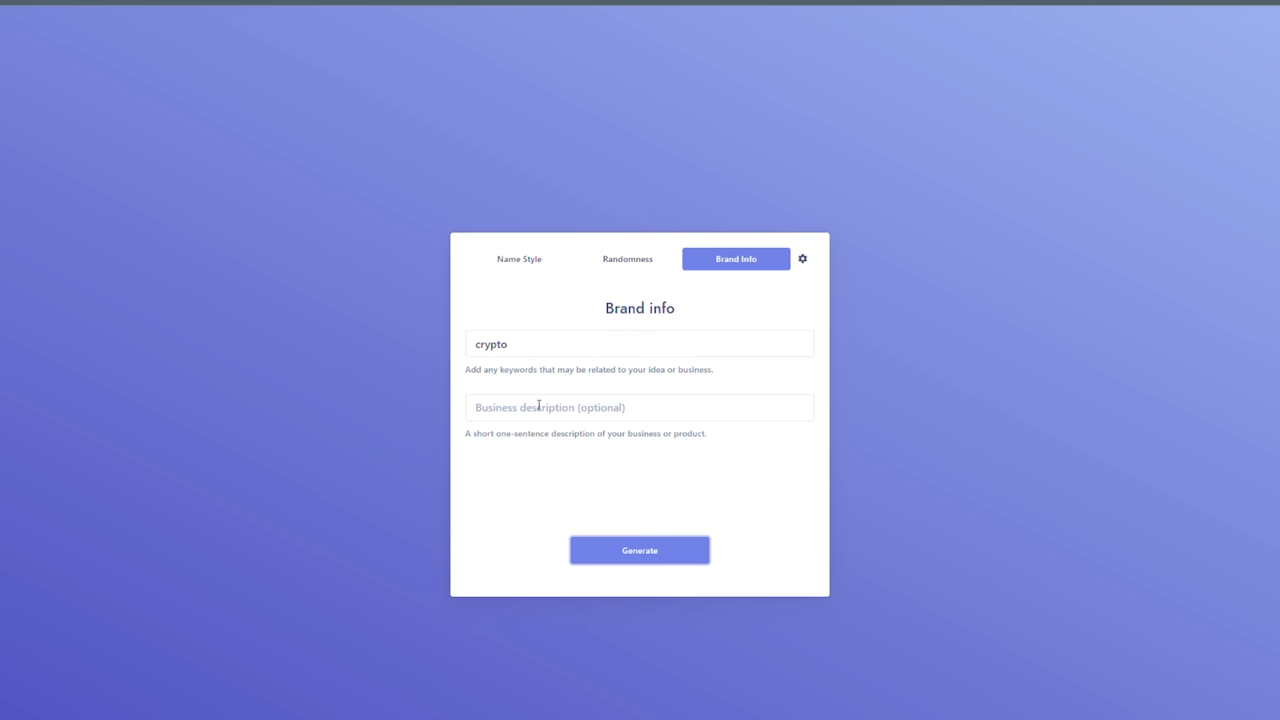 Name Style Randomness Brand Info
Brand info
crypto
Add any keywords that may be related to your idea or business.
Business description (optional)
A short one-sentence description of your business or product.
Generate